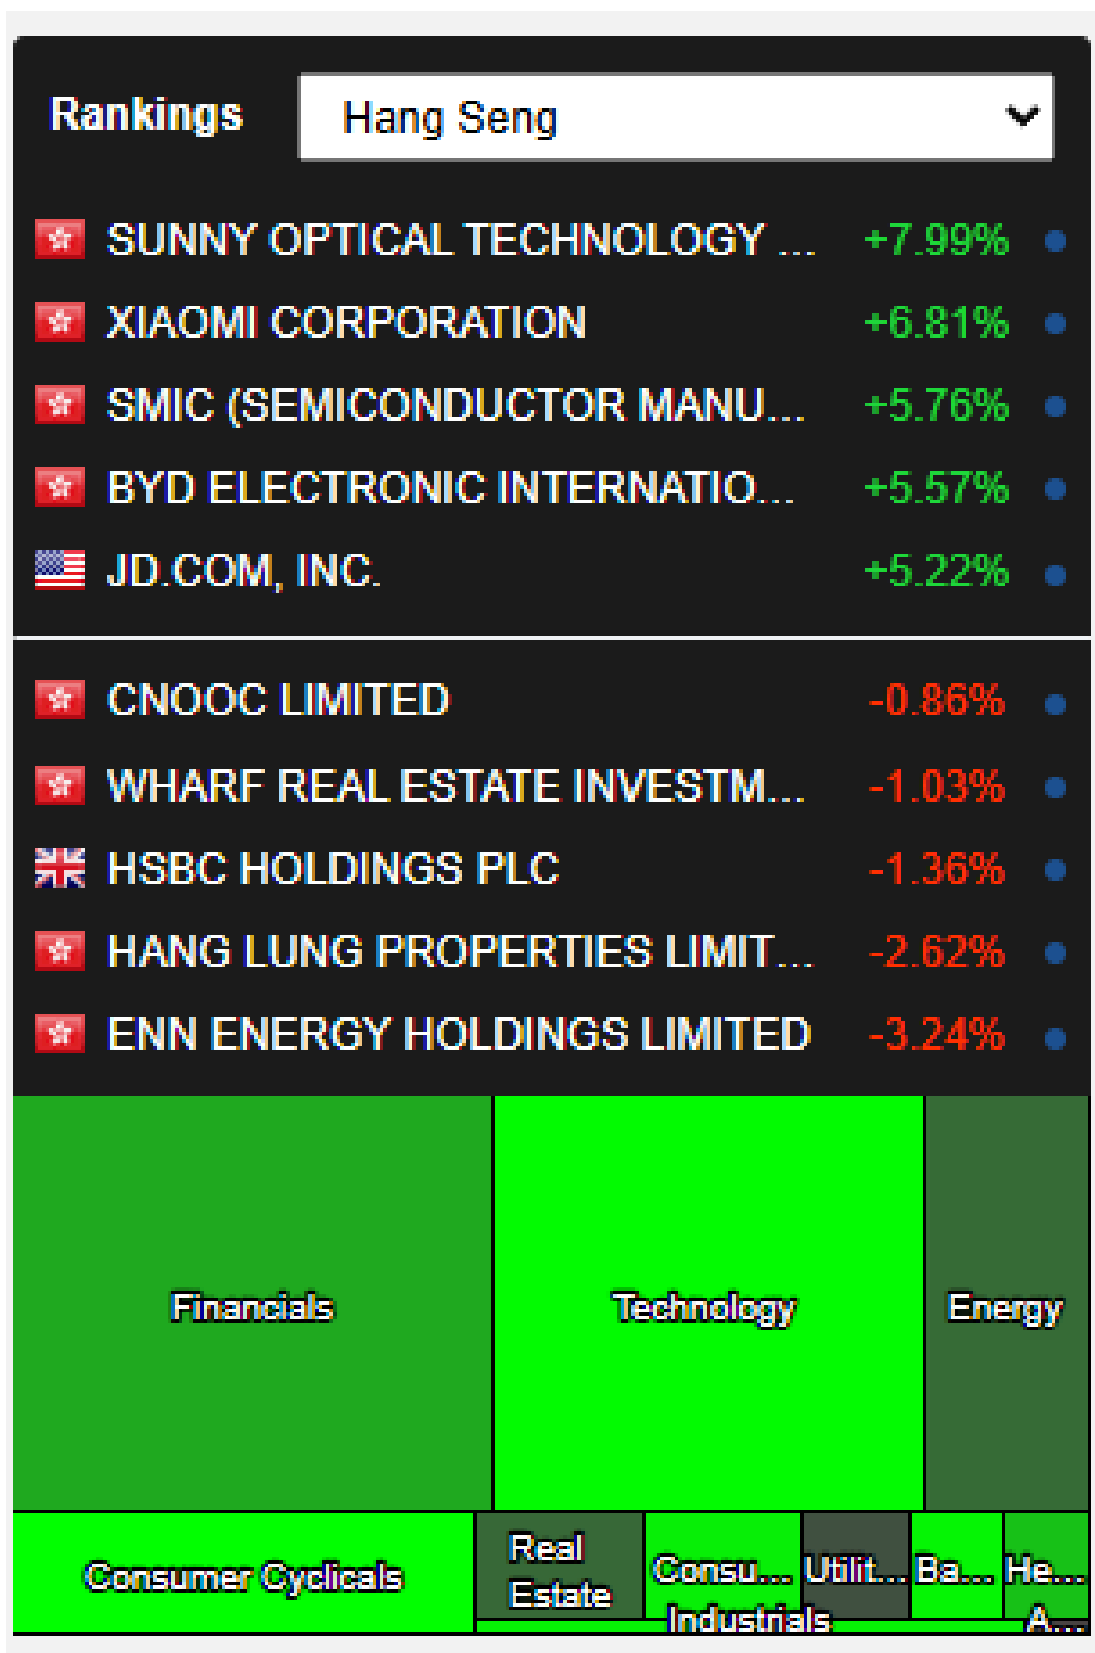 Rankings Hang Seng
SUNNY OPTICAL TECHNOLOGY ... +7.99%
XIAOMI CORPORATION +6.81%
SMIC (SEMICONDUCTOR MANU... +5.76%
BYD ELECTRONIC INTERNATIO... +5.57%
JD.COM, INC. +5.22%
CNOOC LIMITED -0.86%
WHARF REAL ESTATE INVESTM... -1.03%
HSBC HOLDINGS PLC -1.36%
HANG LUNG PROPERTIES LIMIT... -2.62%
ENN ENERGY HOLDINGS LIMITED -3.24%
Financials Technology Energy
Consumer Cyclicals
Real
Estate
Consu... Utilit... Ba... He...
Industrials A...